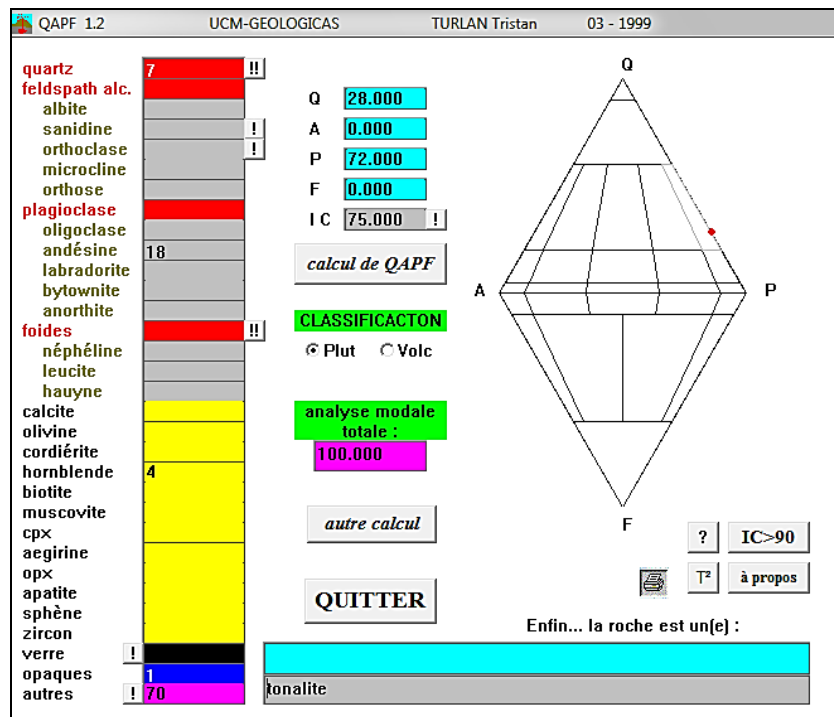 QAPF 1.2 UCM-GEOLOGICAS TURLAN Tristan 03 - 1999
quartz 7 !!
feldspath alc.
albite
sanidine !
orthoclase !
microcline
orthose
plagioclase
oligoclase
andésine 18
labradorite
bytownite
anorthite
foides !!
néphéline
leucite
hauyne
calcite
olivine
cordiérite
hornblende 4
biotite
muscovite
cpx
aegirine
opx
apatite
sphène
zircon
verre !
opaques 1
autres ! 70
Q 28.000
A 0.000
P 72.000
F 0.000
I C 75.000 !
calcul de QAPF
CLASSIFICACTON
Plut Volc
analyse modale
totale :
100.000
autre calcul
QUITTER
Q
A P
F
? IC>90
T² à propos
Enfin... la roche est un(e) :
tonalite